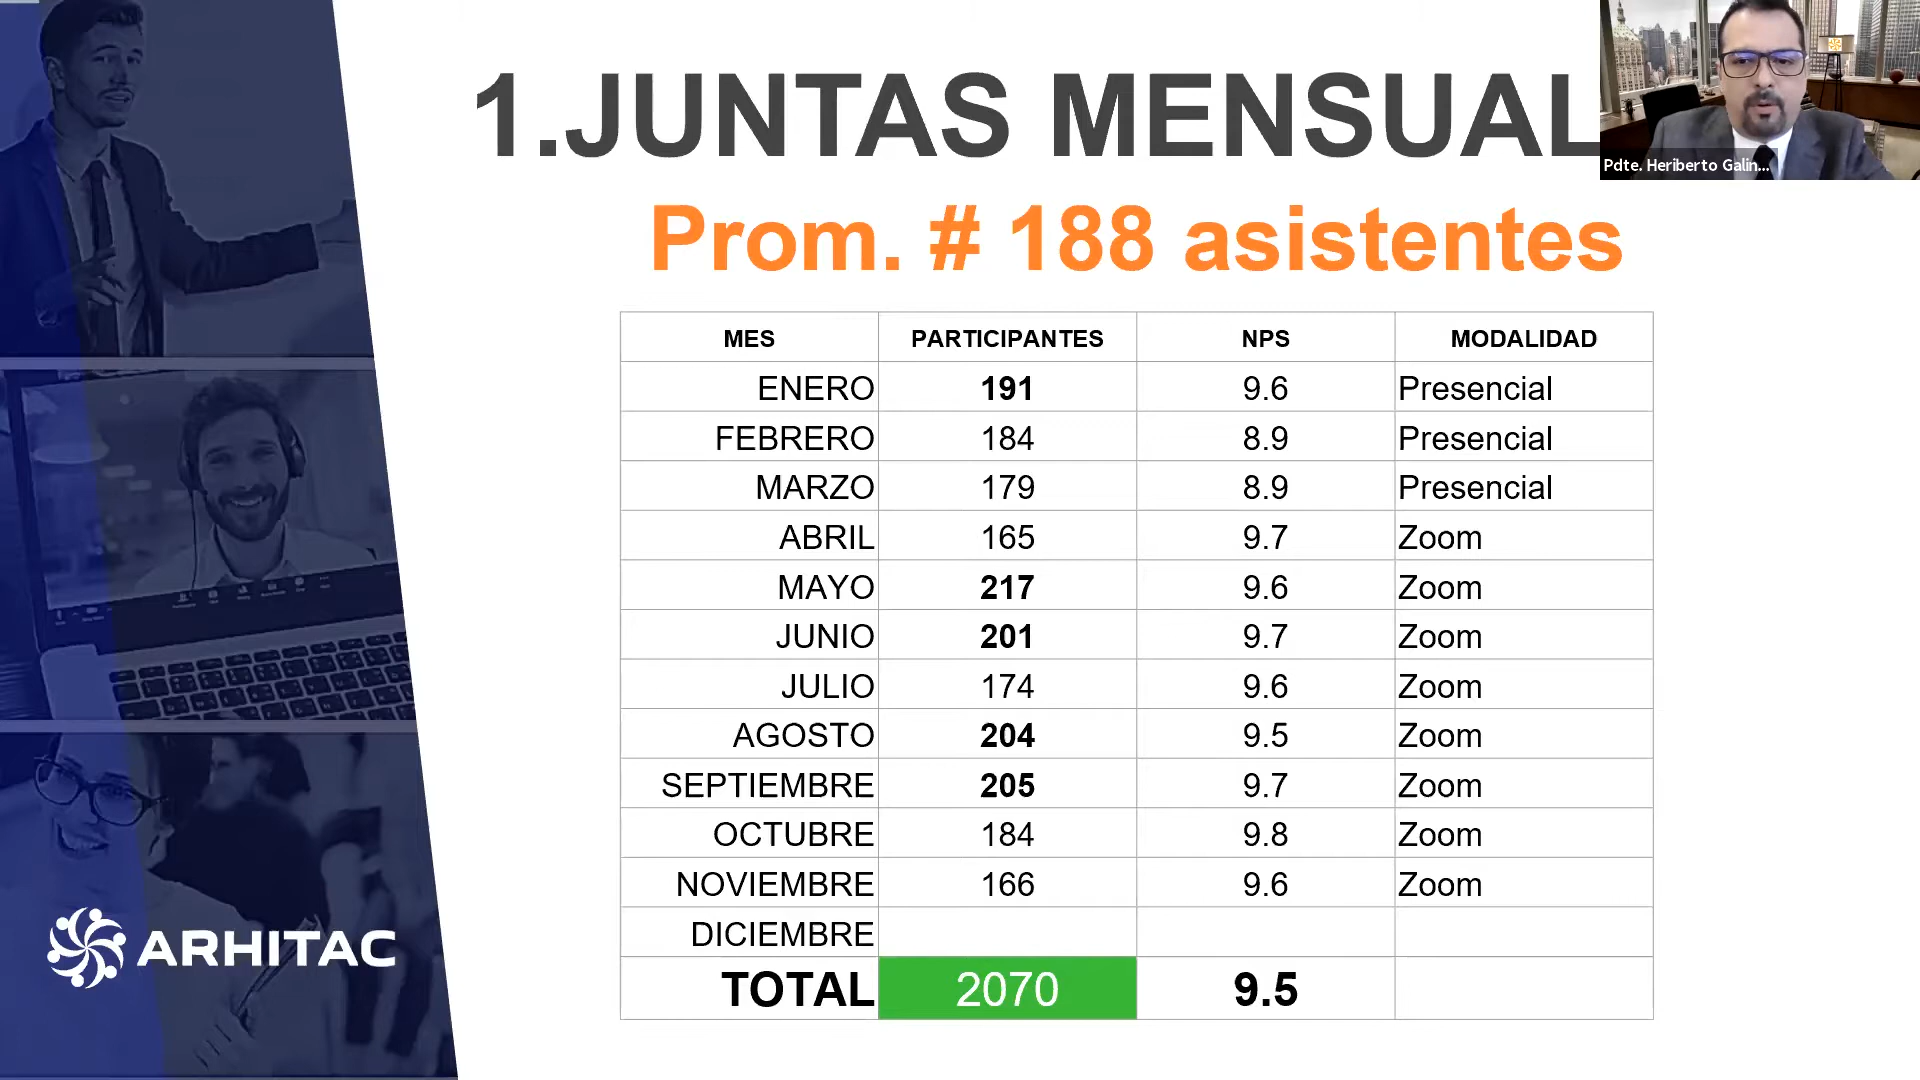 1.JUNTAS MENSUAL
Pdte. Heriberto Galin...
Prom. # 188 asistentes
MES PARTICIPANTES NPS MODALIDAD
ENERO 191 9.6 Presencial
FEBRERO 184 8.9 Presencial
MARZO 179 8.9 Presencial
ABRIL 165 9.7 Zoom
MAYO 217 9.6 Zoom
JUNIO 201 9.7 Zoom
JULIO 174 9.6 Zoom
AGOSTO 204 9.5 Zoom
SEPTIEMBRE 205 9.7 Zoom
OCTUBRE 184 9.8 Zoom
NOVIEMBRE 166 9.6 Zoom
DICIEMBRE
TOTAL 2070 9.5
ARHITAC